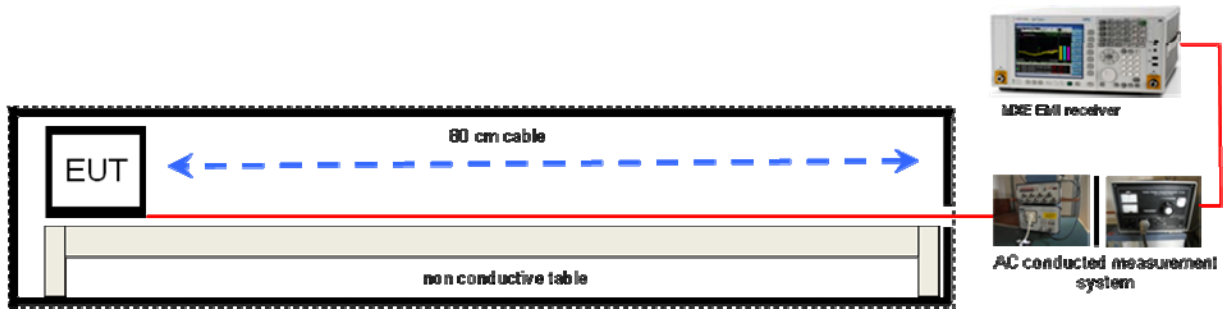 MXE EMI receiver
80 cm cable
EUT
non conductive table
AC conducted measurement
system